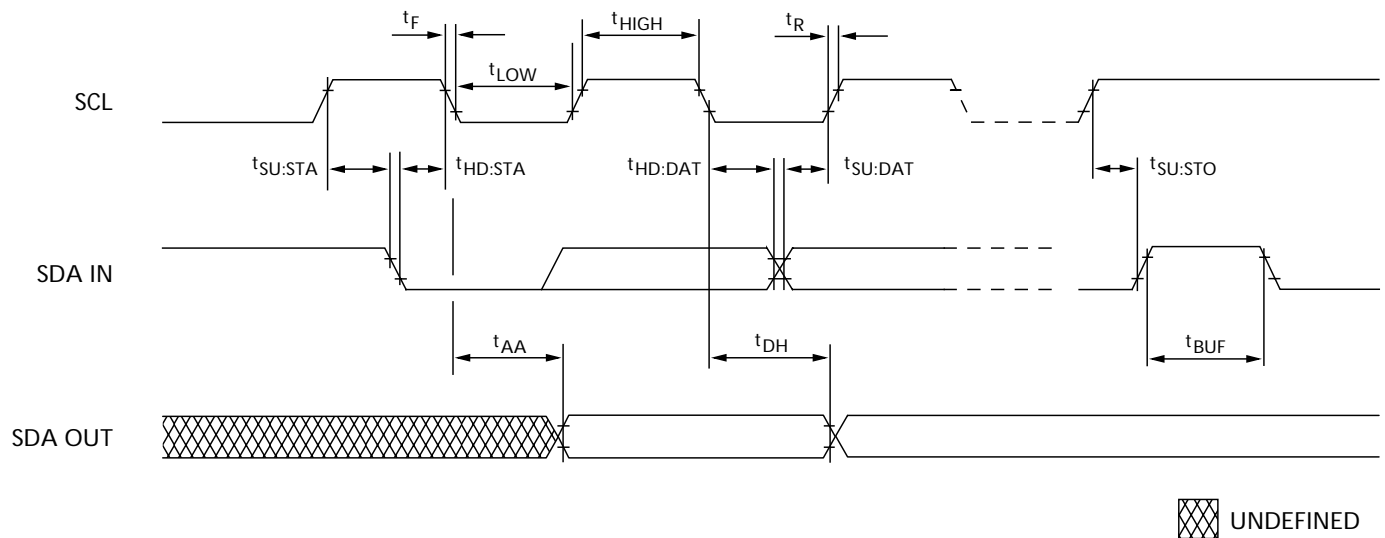 tF
tHIGH
tR
tLOW
SCL
tSU:STA
tHD:STA
tHD:DAT
tSU:DAT
tSU:STO
SDA IN
tAA
tDH
tBUF
SDA OUT
UNDEFINED